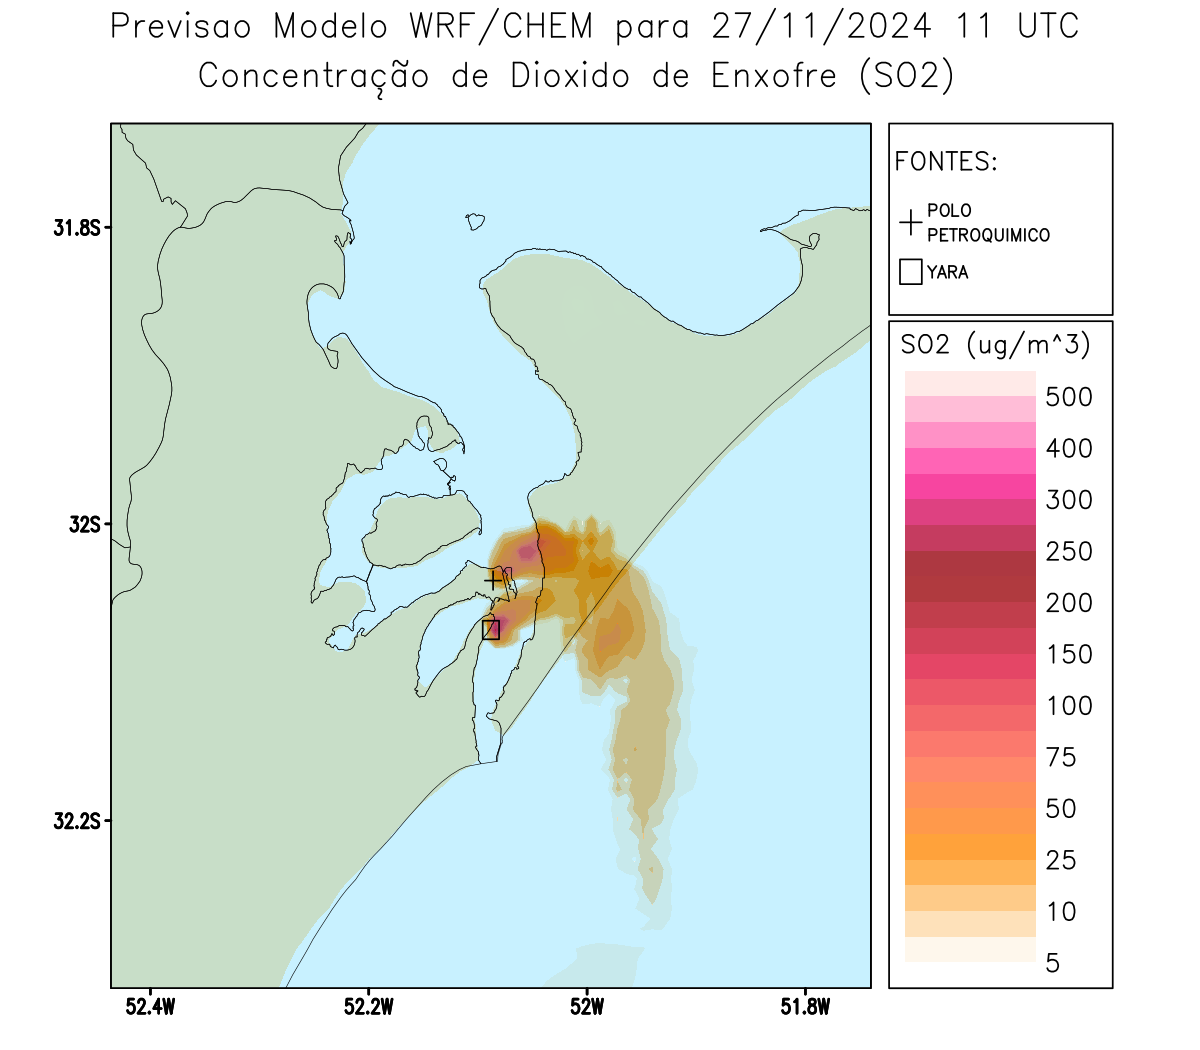 Previsao Modelo WRF/CHEM para 27/11/2024 11 UTC
Concentração de Dioxido de Enxofre (SO2)
FONTES:
POLO
PETROQUIMICO
YARA
SO2 (ug/m^3)
500
400
300
250
200
150
100
75
50
25
10
5
31.8S
32S
32.2S
52.4W
52.2W
52W
51.8W